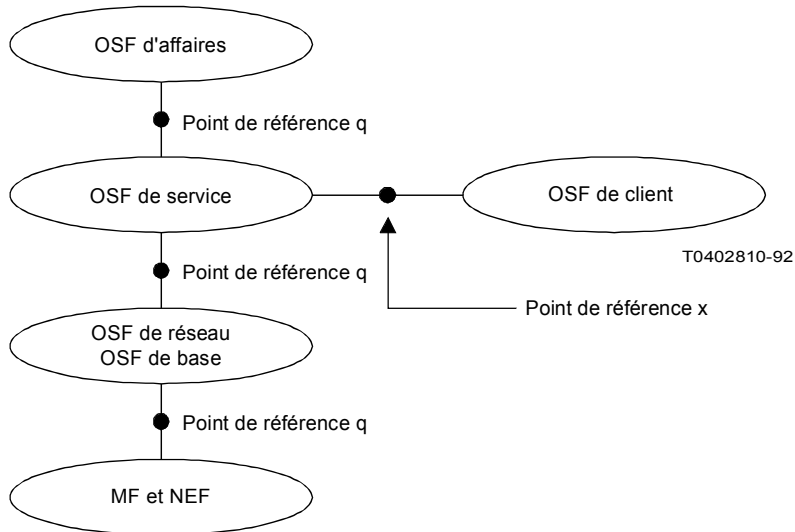 OSF d'affaires
Point de référence q
OSF de service
OSF de client
T0402810-92
Point de référence q
Point de référence x
OSF de réseau
OSF de base
Point de référence q
MF et NEF